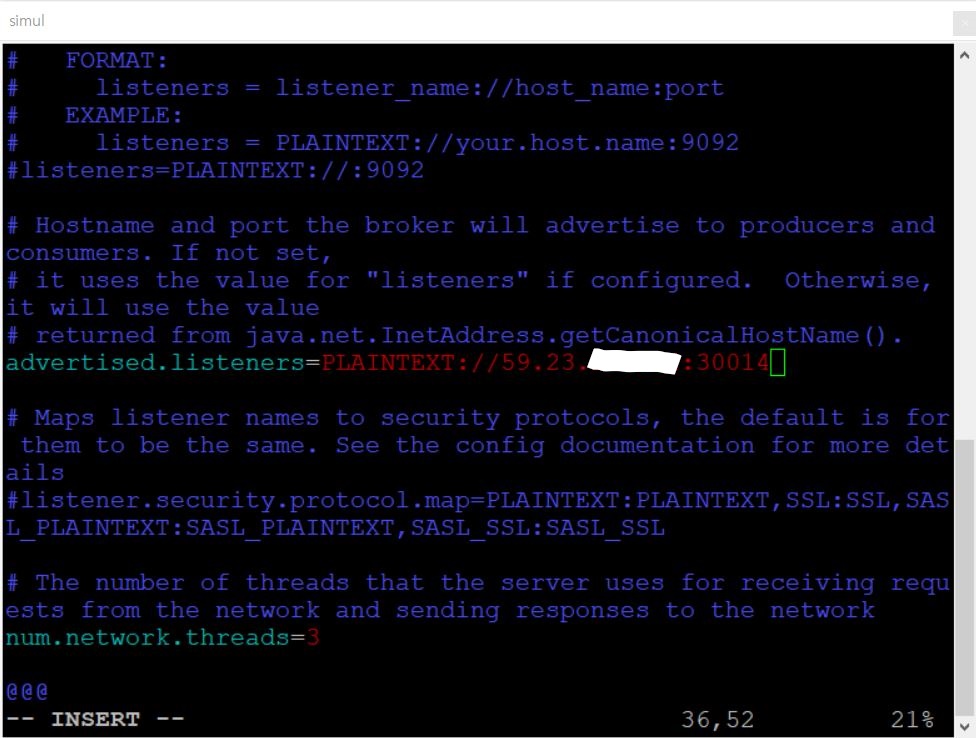 simul
#   FORMAT:
#     listeners = listener_name://host_name:port
#   EXAMPLE:
#     listeners = PLAINTEXT://your.host.name:9092
#listeners=PLAINTEXT://:9092
# Hostname and port the broker will advertise to producers and
consumers. If not set,
# it uses the value for "listeners" if configured.  Otherwise,
it will use the value
# returned from java.net.InetAddress.getCanonicalHostName().
advertised.listeners=PLAINTEXT://59.23. :30014
# Maps listener names to security protocols, the default is for
 them to be the same. See the config documentation for more det
ails
#listener.security.protocol.map=PLAINTEXT:PLAINTEXT,SSL:SSL,SAS
L_PLAINTEXT:SASL_PLAINTEXT,SASL_SSL:SASL_SSL
# The number of threads that the server uses for receiving requ
ests from the network and sending responses to the network
num.network.threads=3
@@@
-- INSERT -- 36,52 21%